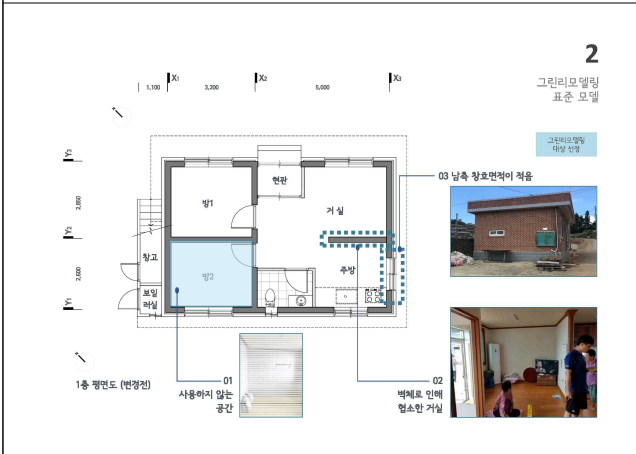 2
그린리모델링
표준 모델
그린리모델링
대상 선정
X1
X2
X3
1,100
3,200
5,000
Y3
2,850
Y2
2,600
Y1
현관
방1
거 실
03 남측 창호면적이 적음
창고
방2
주방
보일
러실
1층 평면도 (변경전)
01
사용하지 않는
공간
02
벽체로 인해
협소한 거실